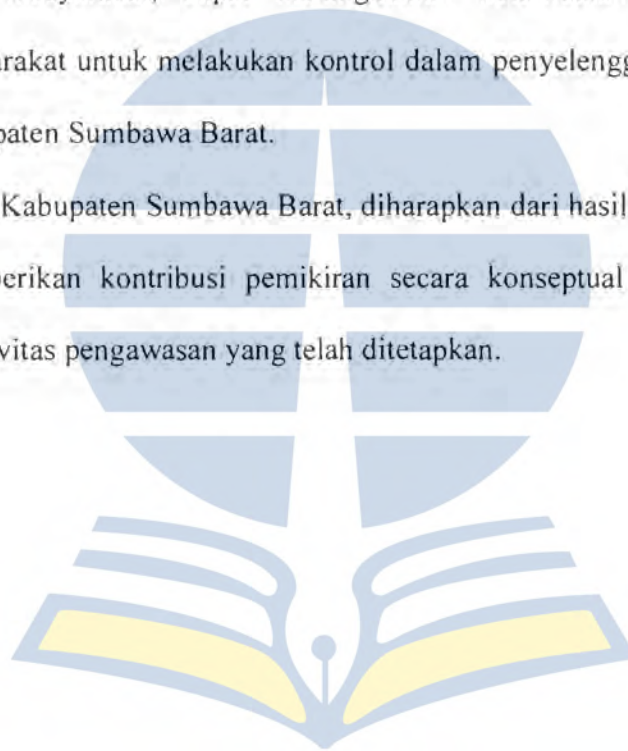 arakat untuk melakukan kontrol dalam penyelengg
paten Sumbawa Barat.
Kabupaten Sumbawa Barat, diharapkan dari hasil
berikan kontribusi pemikiran secara konseptual
vitas pengawasan yang telah ditetapkan.